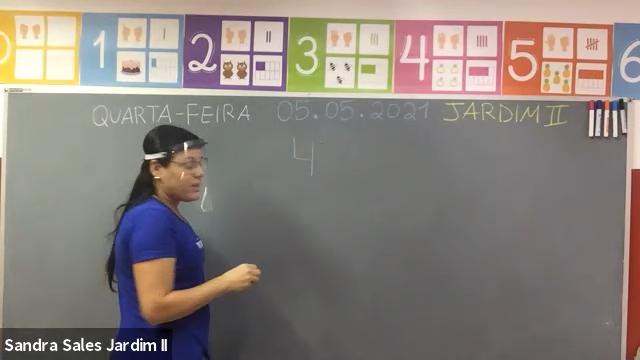 0 1 2 3 4 5 6
QUARTA-FEIRA 05.05.2021 JARDIM II
4
Sandra Sales Jardim II